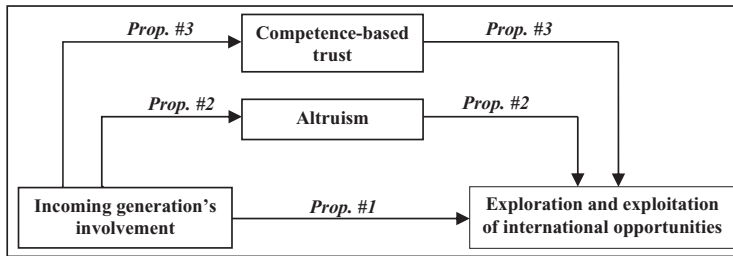 Prop. #3
Competence-based
trust
Prop. #3
Prop. #2
Altruism
Prop. #2
Incoming generation's
involvement
Prop. #1
Exploration and exploitation
of international opportunities